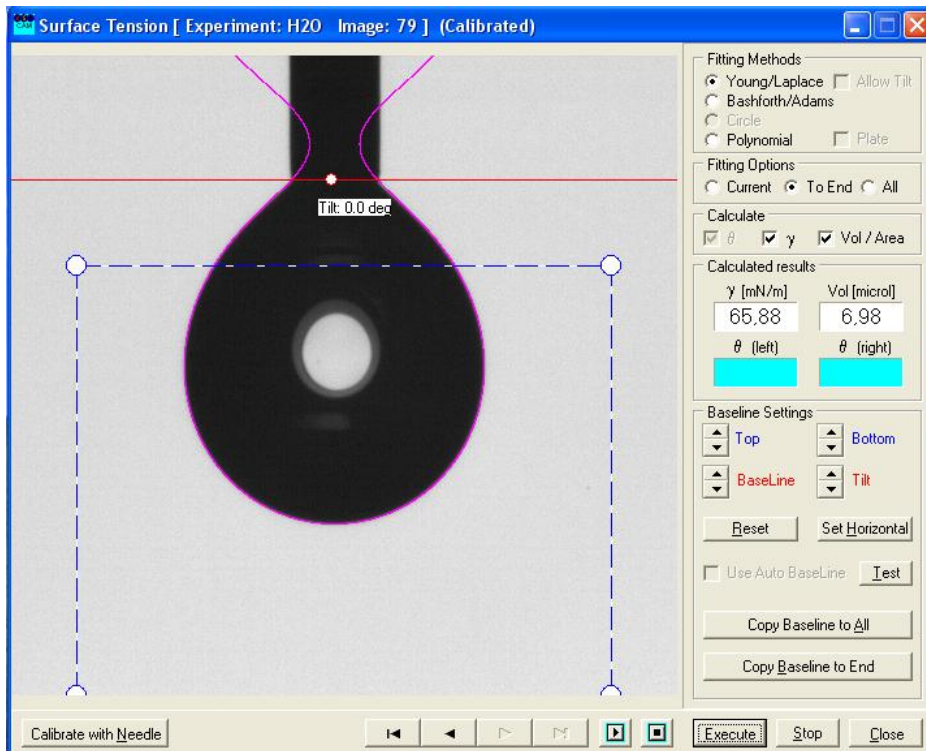 Surface Tension [ Experiment: H2O Image: 79 ] (Calibrated)
Tilt: 0.0 deg
Fitting Methods
Young/Laplace Allow Tilt
Bashforth/Adams
Circle
Polynomial Plate
Fitting Options
Current To End All
Calculate
θ γ Vol / Area
Calculated results
γ [mN/m] Vol [microl]
65,88 6,98
θ (left) θ (right)
Baseline Settings
Top Bottom
BaseLine Tilt
Reset Set Horizontal
Use Auto BaseLine Test
Copy Baseline to All
Copy Baseline to End
Calibrate with Needle Execute Stop Close